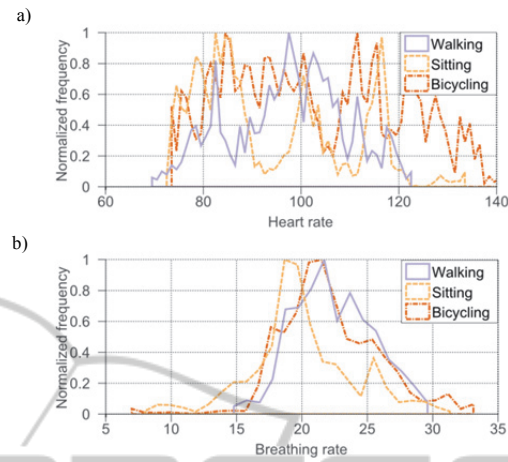 a)
Normalized frequency
1
0.8
0.6
0.4
0.2
0
Walking
Sitting
Bicycling
60 80 100 120 140
Heart rate
b)
Normalized frequency
1
0.8
0.6
0.4
0.2
0
Walking
Sitting
Bicycling
5 10 15 20 25 30 35
Breathing rate